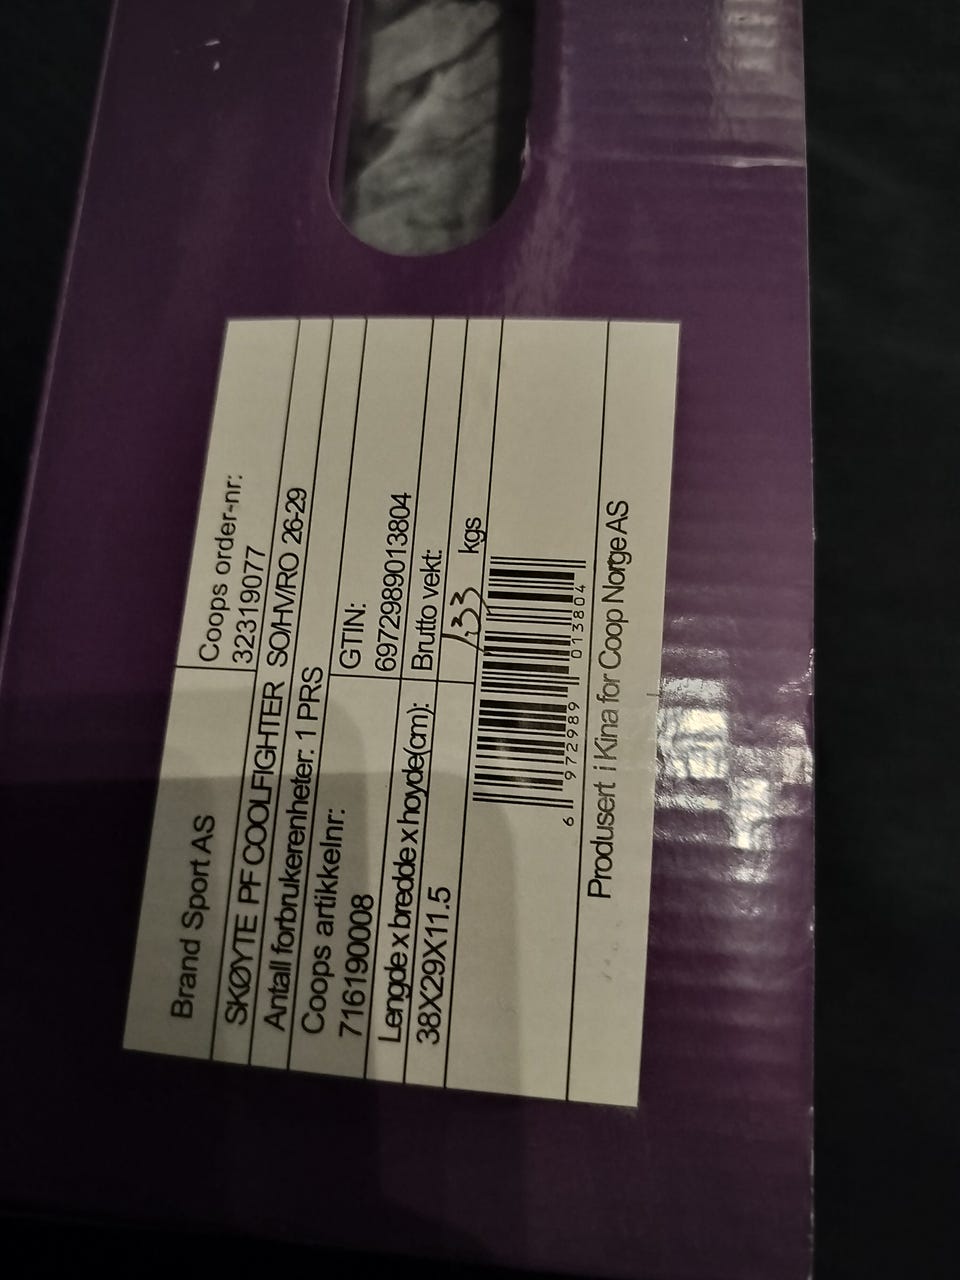 Brand Sport AS
Coops order-nr:
32319077
SKØYTE PF COOLFIGHTER SO/HV/RO 26-29
Antall forbrukerenheter: 1 PRS
Coops artikkelnr:
716190008
GTIN:
6972989013804
Lengde x bredde x hoyde(cm):
38X29X11.5
Brutto vekt:
1.33 kgs
6 972989 013804
Produsert i Kina for Coop Norge AS